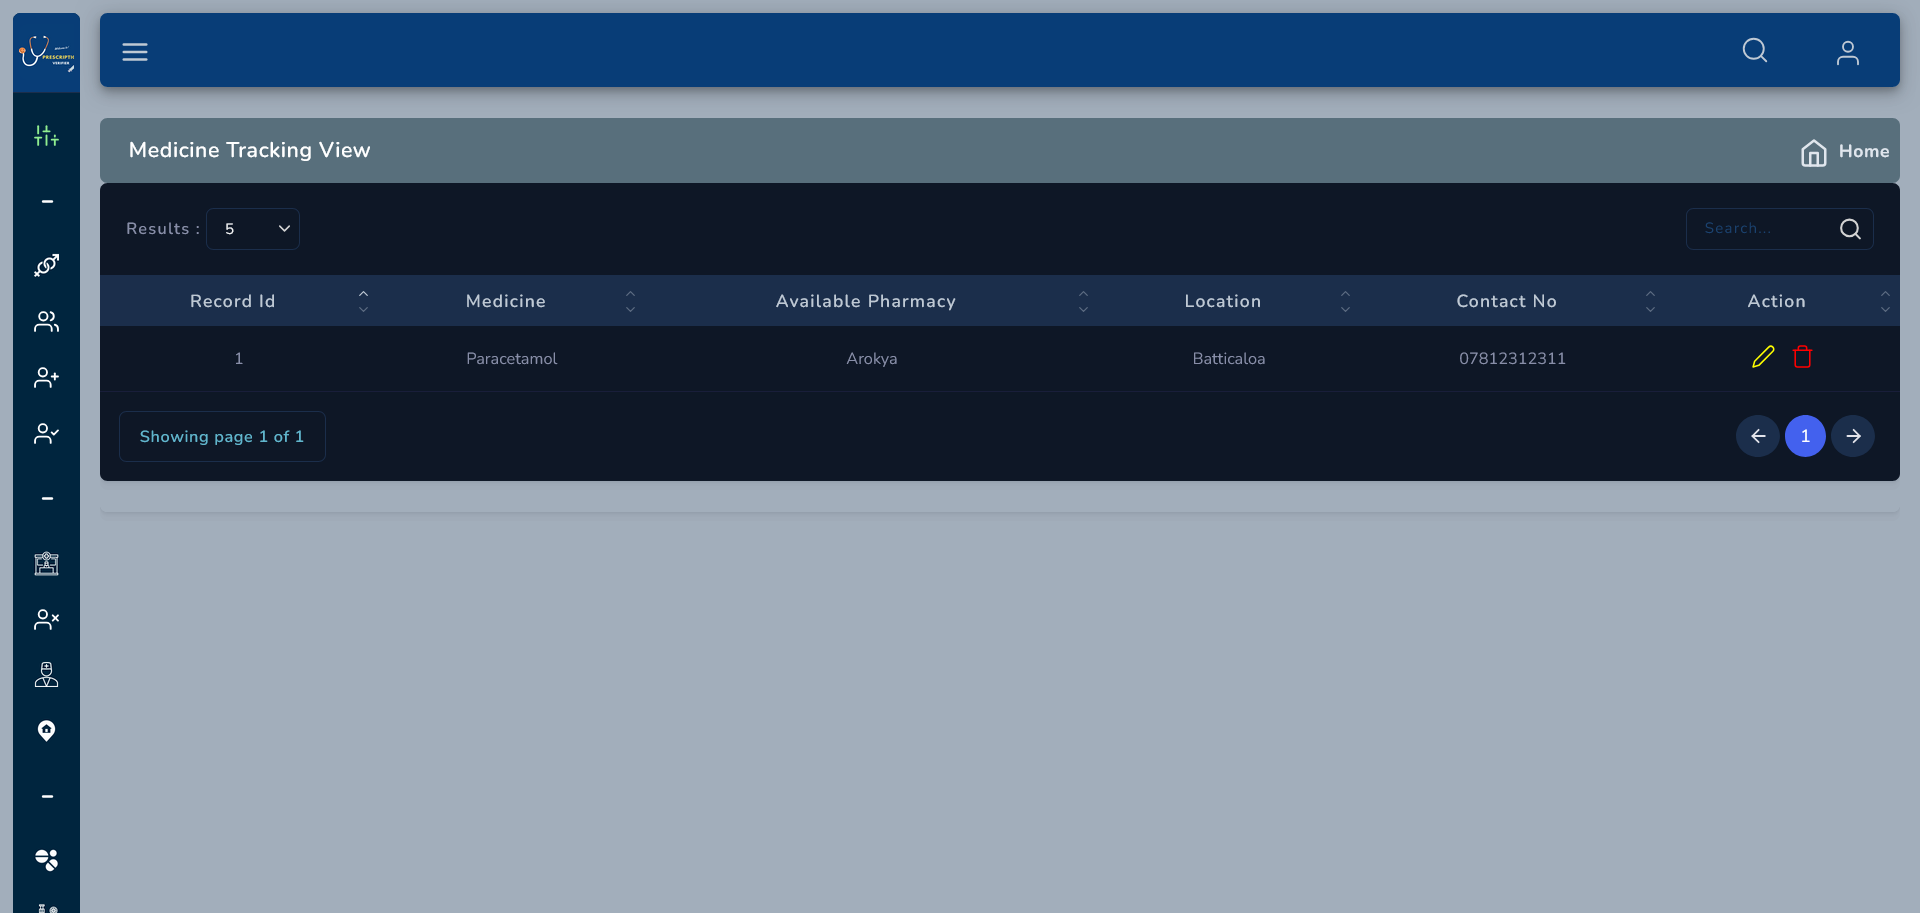 Medicine Tracking View
Home
Results :
5
Search...
Record Id
Medicine
Available Pharmacy
Location
Contact No
Action
1
Paracetamol
Arokya
Batticaloa
07812312311
Showing page 1 of 1
1